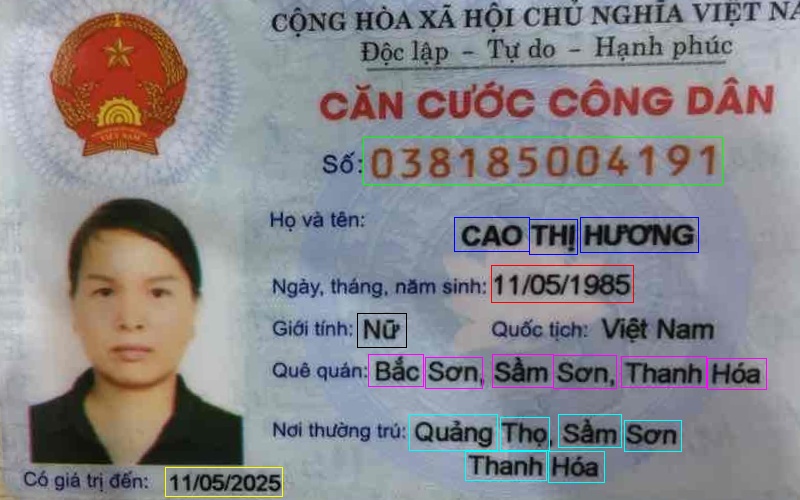 CỘNG HÒA XÃ HỘI CHỦ NGHĨA VIỆT NA
Độc lập – Tự do – Hạnh phúc
CĂN CƯỚC CÔNG DÂN
Số: 038185004191
Họ và tên: CAO THỊ HƯƠNG
Ngày, tháng, năm sinh: 11/05/1985
Giới tính: Nữ Quốc tịch: Việt Nam
Quê quán: Bắc Sơn, Sầm Sơn, Thanh Hóa
Nơi thường trú: Quảng Thọ, Sầm Sơn
Thanh Hóa
Có giá trị đến: 11/05/2025
VIỆT NAM